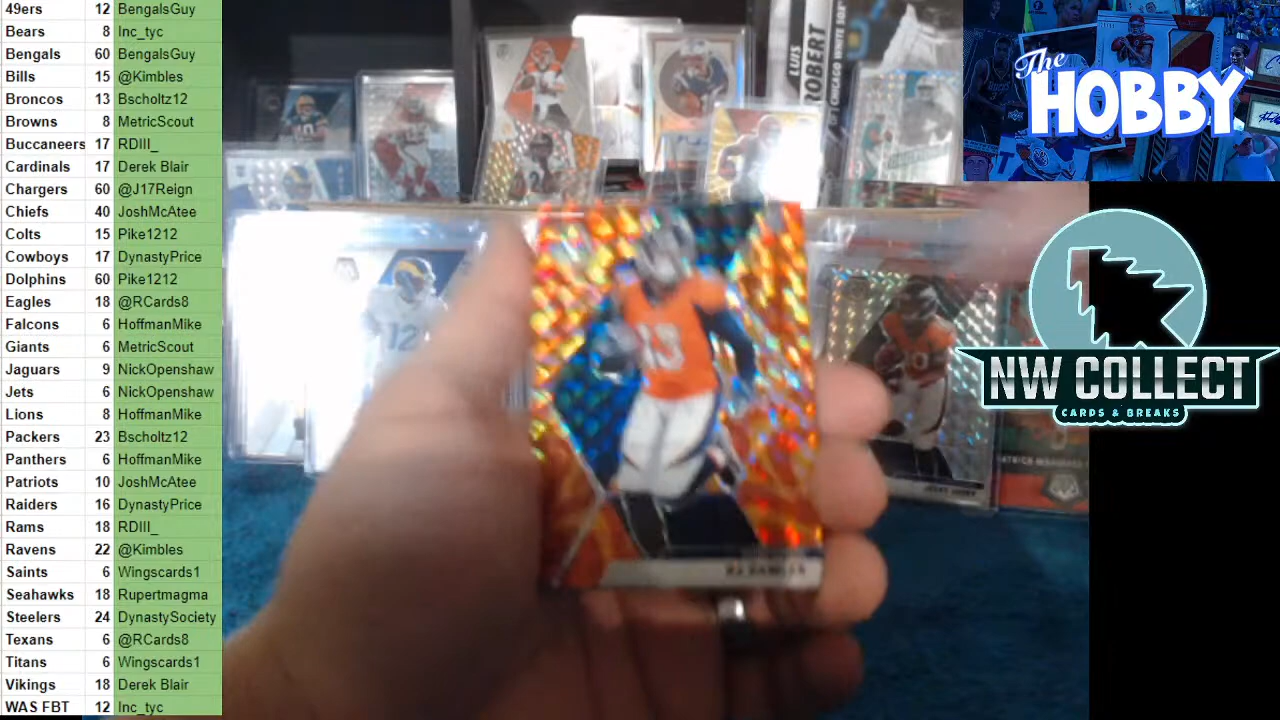 49ers 12 BengalsGuy
Bears 8 Inc_tyc
Bengals 60 BengalsGuy
Bills 15 @Kimbles
Broncos 13 Bscholtz12
Browns 8 MetricScout
Buccaneers 17 RDIII_
Cardinals 17 Derek Blair
Chargers 60 @J17Reign
Chiefs 40 JoshMcAtee
Colts 15 Pike1212
Cowboys 17 DynastyPrice
Dolphins 60 Pike1212
Eagles 18 @RCards8
Falcons 6 HoffmanMike
Giants 6 MetricScout
Jaguars 9 NickOpenshaw
Jets 6 NickOpenshaw
Lions 8 HoffmanMike
Packers 23 Bscholtz12
Panthers 6 HoffmanMike
Patriots 10 JoshMcAtee
Raiders 16 DynastyPrice
Rams 18 RDIII_
Ravens 22 @Kimbles
Saints 6 Wingscards1
Seahawks 18 Rupertmagma
Steelers 24 DynastySociety
Texans 6 @RCards8
Titans 6 Wingscards1
Vikings 18 Derek Blair
WAS FBT 12 Inc_tyc
LUIS
ROBERT
CHICAGO WHITE SOX
12
13
The
HOBBY
NW COLLECT
CARDS & BREAKS